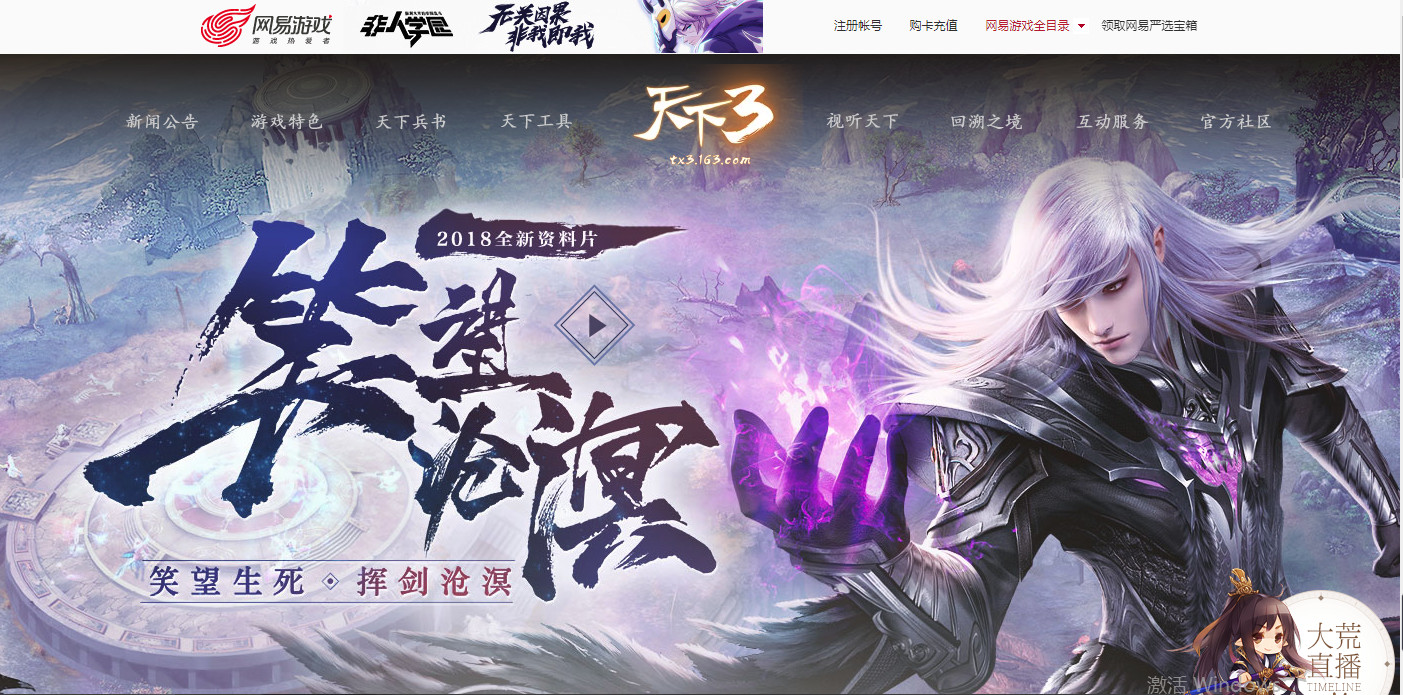 网易游戏
游戏热爱者
非人学园
无关因果
非我即我
注册帐号 购卡充值 网易游戏全目录 领取网易严选宝箱
新闻公告 游戏特色 天下兵书 天下工具 天下3 视听天下 回溯之境 互动服务 官方社区
tx3.163.com
2018全新资料片
笑望沧溟
笑望生死 挥剑沧溟
大荒
直播
TIMELINE
激活 Windows